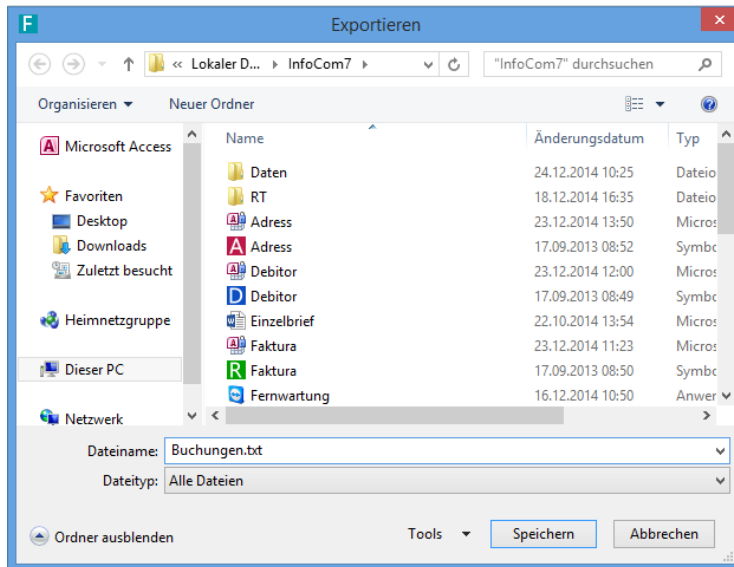 F Exportieren
« Lokaler D... InfoCom7 "InfoCom7" durchsuchen
Organisieren Neuer Ordner
Name Änderungsdatum Typ
A Microsoft Access
Favoriten
Desktop
Downloads
Zuletzt besucht
Heimnetzgruppe
Dieser PC
Netzwerk
Daten 24.12.2014 10:25 Dateio
RT 18.12.2014 16:35 Dateio
Adress 23.12.2014 13:50 Micros
A Adress 17.09.2013 08:52 Symbo
Debitor 23.12.2014 12:00 Micros
D Debitor 17.09.2013 08:49 Symbo
Einzelbrief 22.10.2014 13:54 Micros
Faktura 23.12.2014 11:23 Micros
R Faktura 17.09.2013 08:50 Symbo
Fernwartung 16.12.2014 10:50 Anwer
Dateiname: Buchungen.txt
Dateityp: Alle Dateien
Ordner ausblenden Tools Speichern Abbrechen